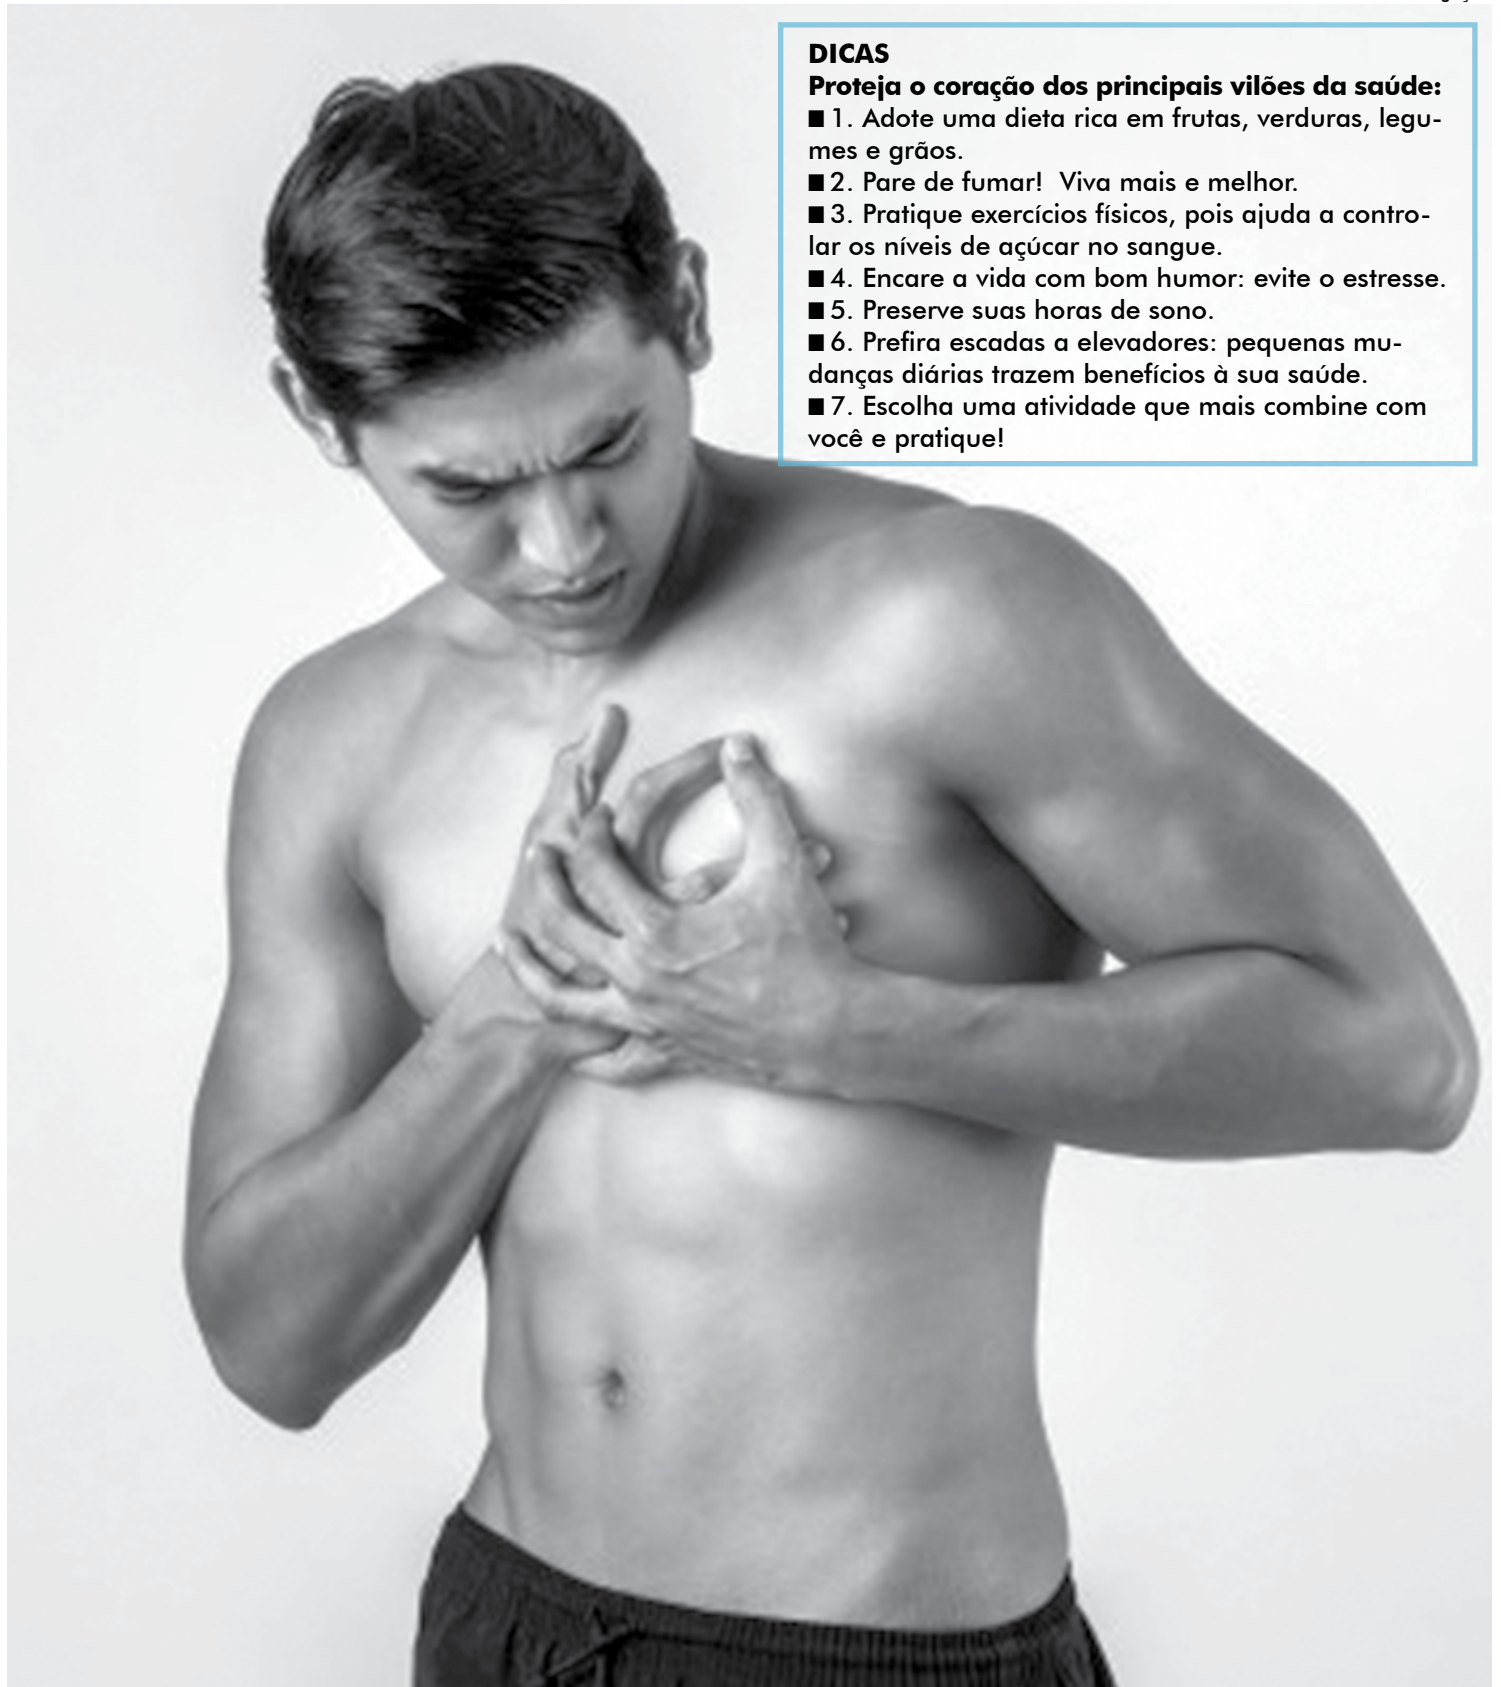 DICAS
Proteja o coração dos principais vilões da saúde:
■ 1. Adote uma dieta rica em frutas, verduras, legu-
mes e grãos.
■ 2. Pare de fumar!  Viva mais e melhor.
■ 3. Pratique exercícios físicos, pois ajuda a contro-
lar os níveis de açúcar no sangue.
■ 4. Encare a vida com bom humor: evite o estresse.
■ 5. Preserve suas horas de sono.
■ 6. Prefira escadas a elevadores: pequenas mu-
danças diárias trazem benefícios à sua saúde.
■ 7. Escolha uma atividade que mais combine com
você e pratique!